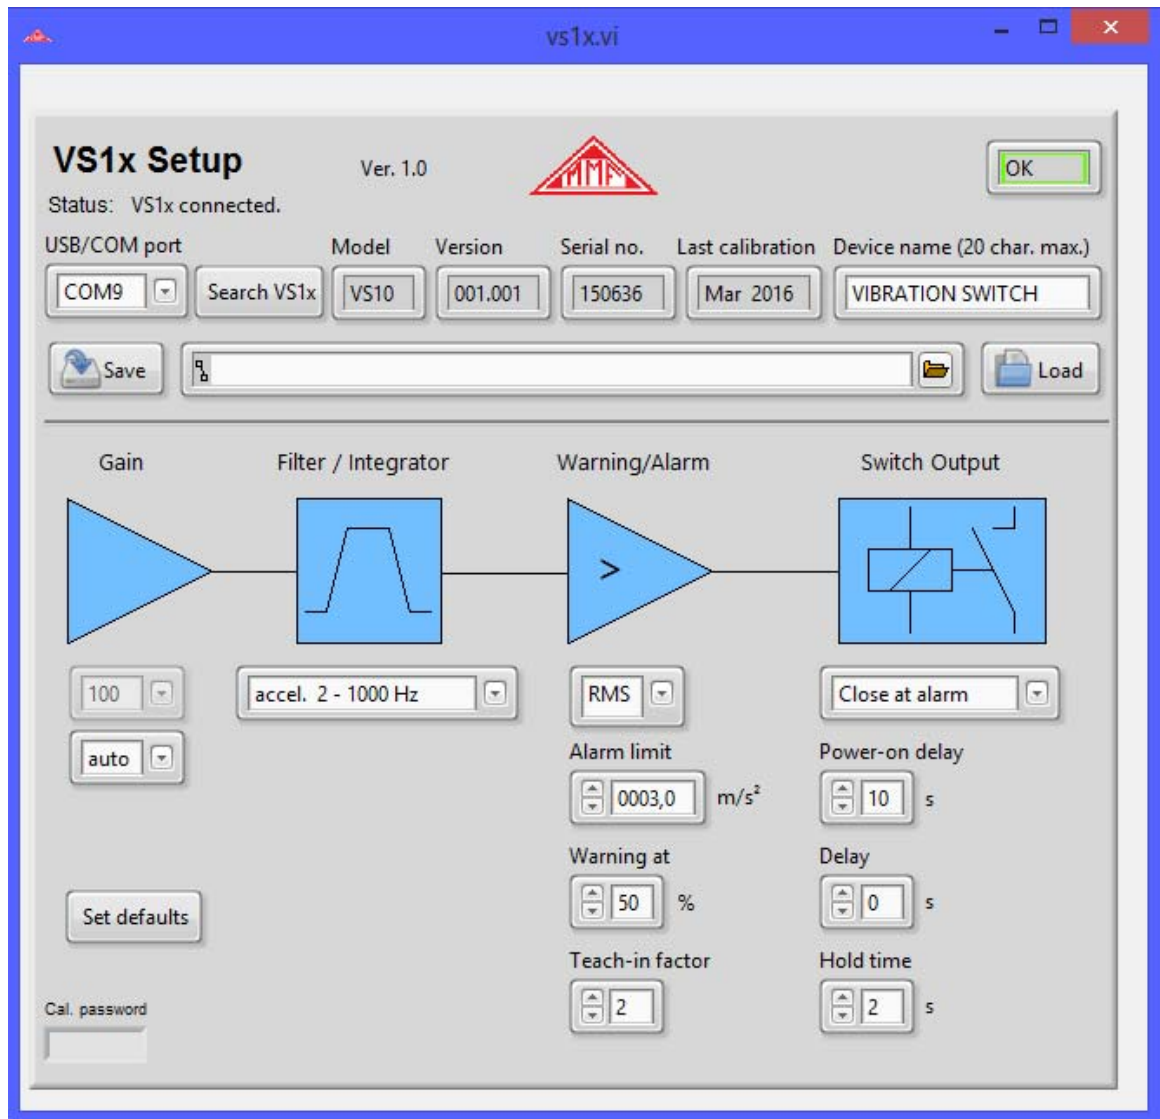 vs1x.vi
VS1x Setup
Ver. 1.0
MMF
OK
Status: VS1x connected.
USB/COM port
Model
Version
Serial no.
Last calibration
Device name (20 char. max.)
COM9
Search VS1x
VS10
001.001
150636
Mar 2016
VIBRATION SWITCH
Save
Load
Gain
Filter / Integrator
Warning/Alarm
Switch Output
>
100
accel. 2 - 1000 Hz
RMS
Close at alarm
auto
Alarm limit
Power-on delay
0003,0 m/s²
10 s
Warning at
Delay
50 %
0 s
Set defaults
Teach-in factor
Hold time
2
2 s
Cal. password